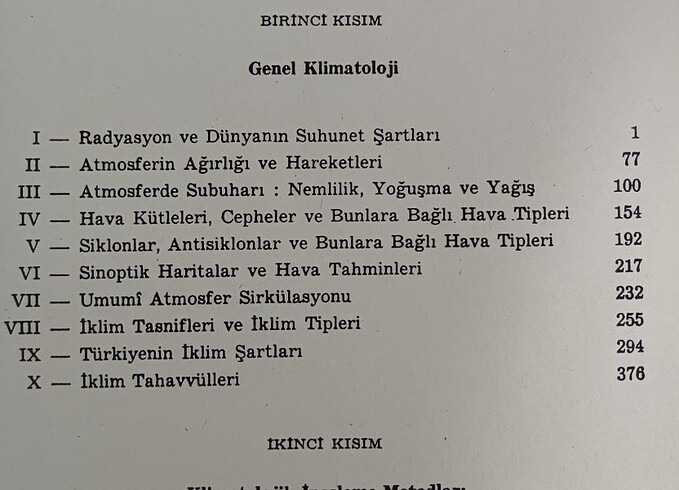 BİRİNCİ KISIM
Genel Klimatoloji
I — Radyasyon ve Dünyanın Suhunet Şartları 1
II — Atmosferin Ağırlığı ve Hareketleri 77
III — Atmosferde Subuharı : Nemlilik, Yoğuşma ve Yağış 100
IV — Hava Kütleleri, Cepheler ve Bunlara Bağlı Hava Tipleri 154
V — Siklonlar, Antisiklonlar ve Bunlara Bağlı Hava Tipleri 192
VI — Sinoptik Haritalar ve Hava Tahminleri 217
VII — Umumî Atmosfer Sirkülasyonu 232
VIII — İklim Tasnifleri ve İklim Tipleri 255
IX — Türkiyenin İklim Şartları 294
X — İklim Tahavvülleri 376
İKİNCİ KISIM